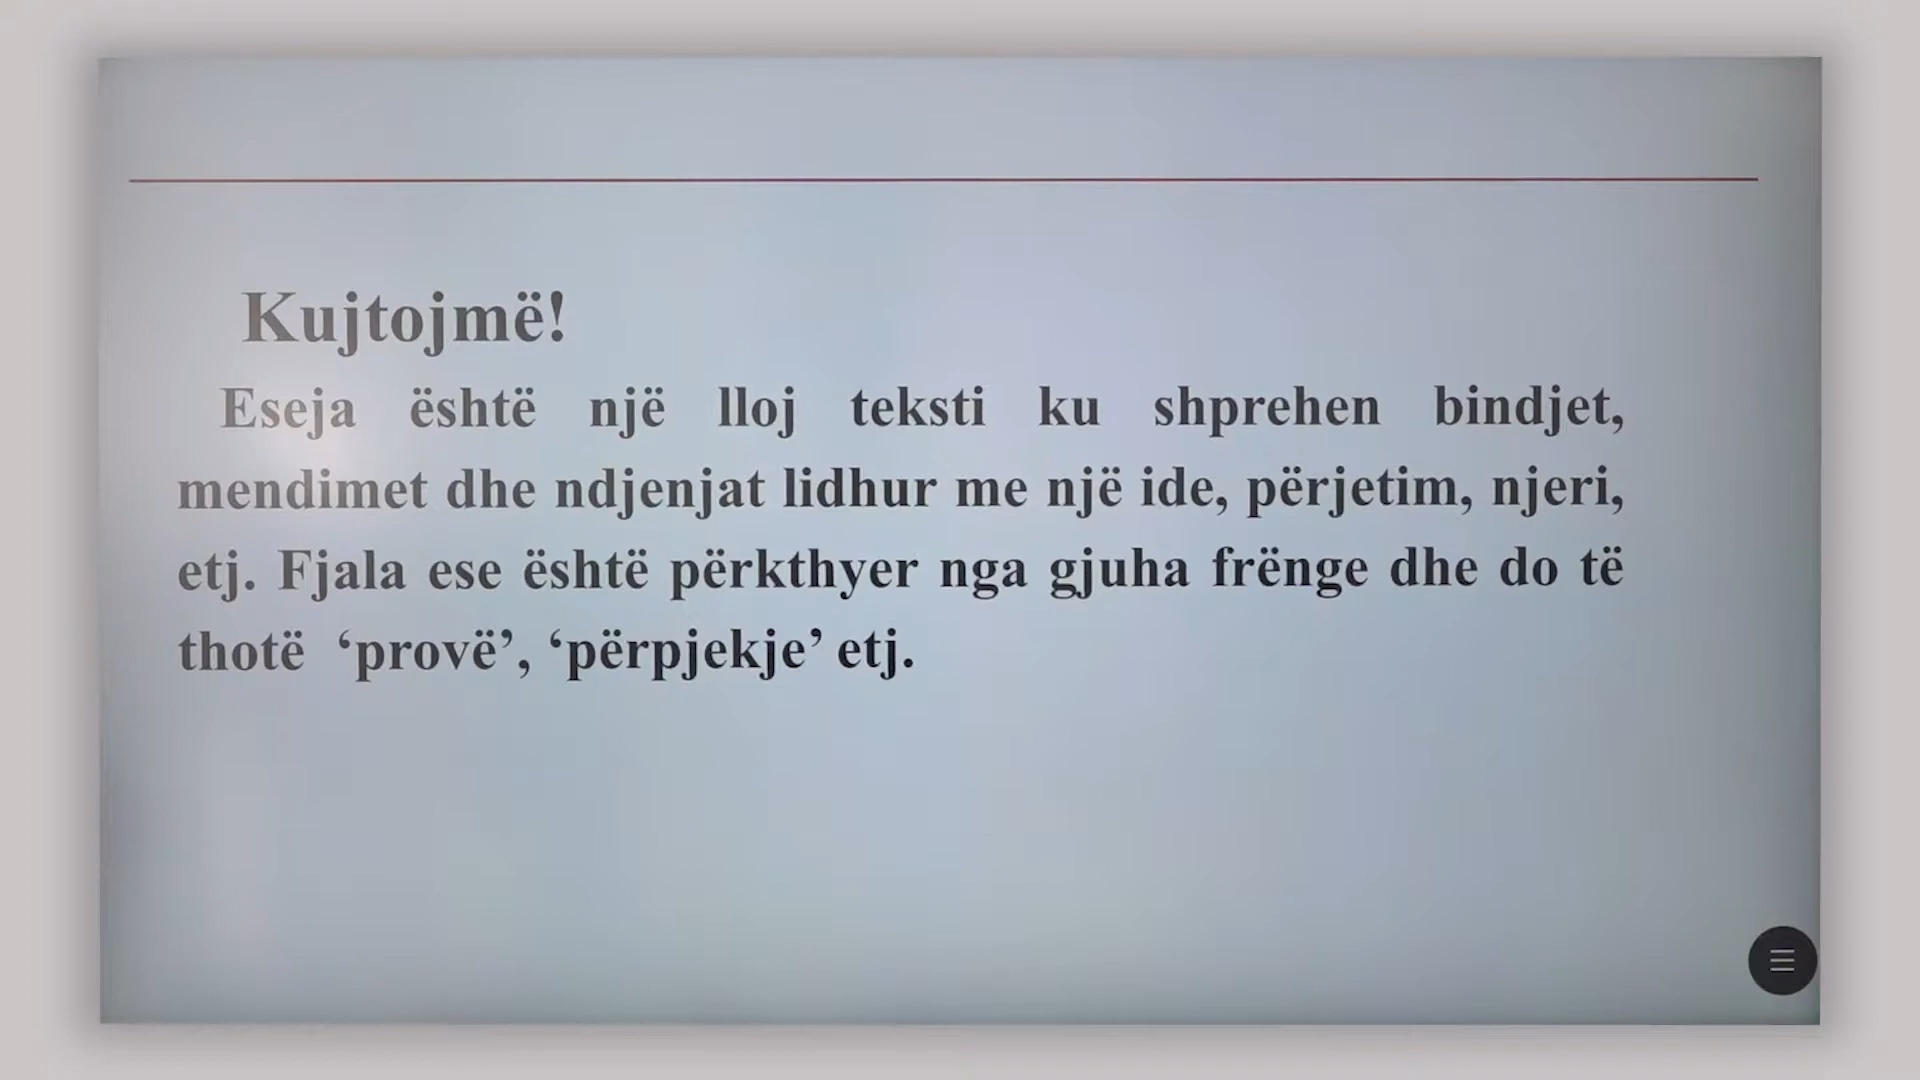 Kujtojmë!
Eseja është një lloj teksti ku shprehen bindjet,
mendimet dhe ndjenjat lidhur me një ide, përjetim, njeri,
etj. Fjala ese është përkthyer nga gjuha frënge dhe do të
thotë ‘provë’, ‘përpjekje’ etj.